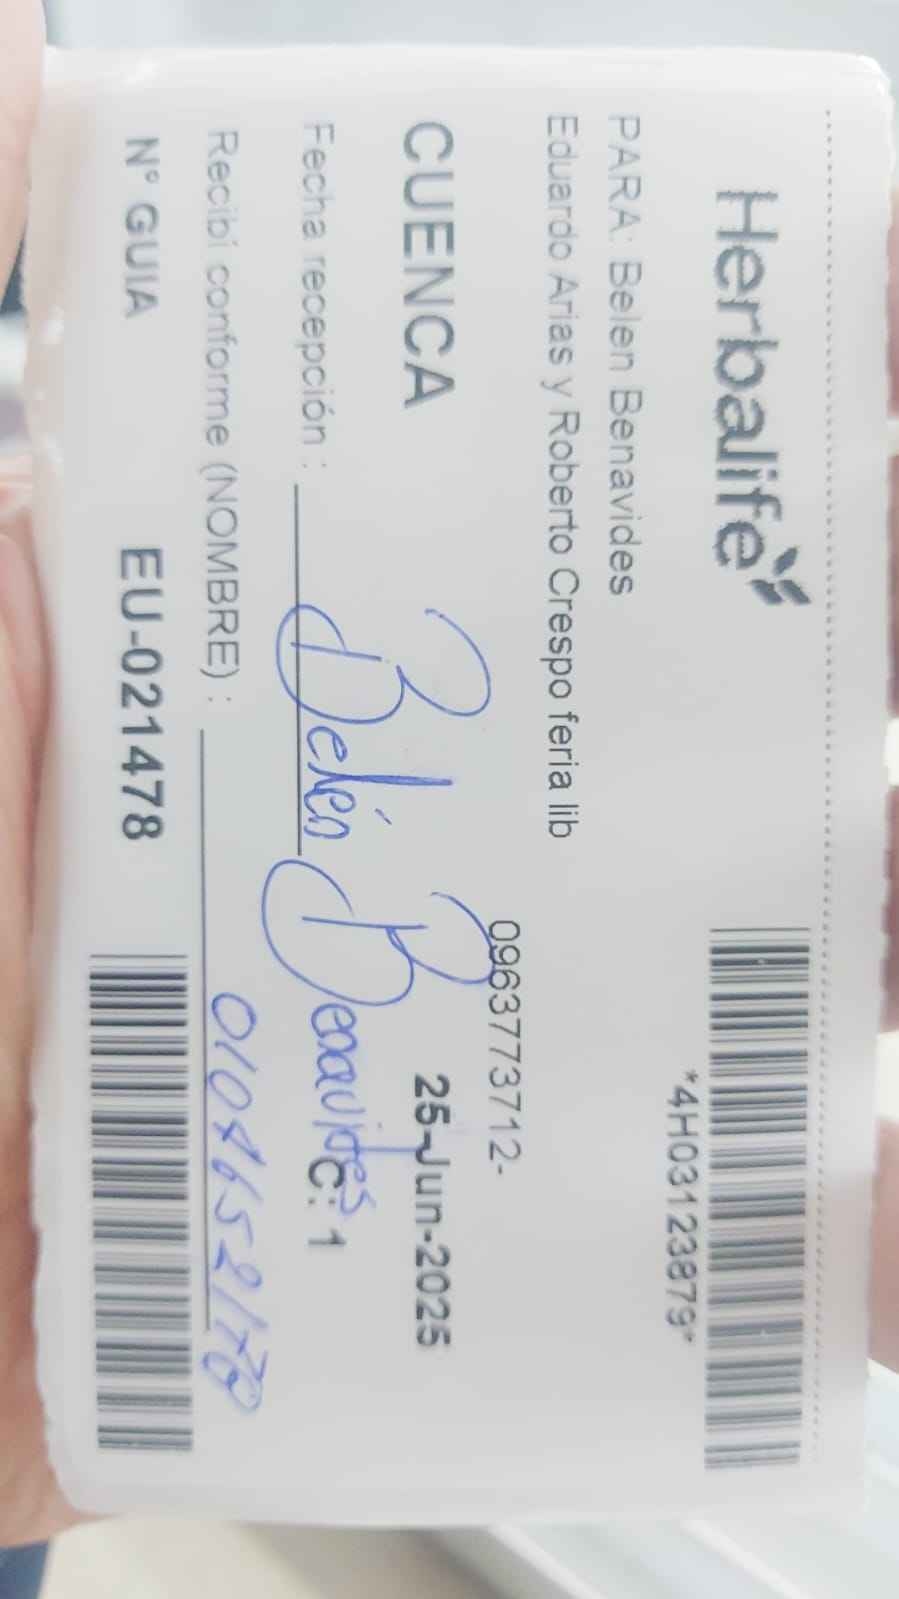 Herbalife
*4H03123879*
PARA: Belen Benavides
Eduardo Arias y Roberto Crespo feria lib
0963773712-
CUENCA
25-Jun-2025
Fecha recepción :
Belén Benavides
C: 1
Recibí conforme (NOMBRE) :
N° GUIA
EU-021478